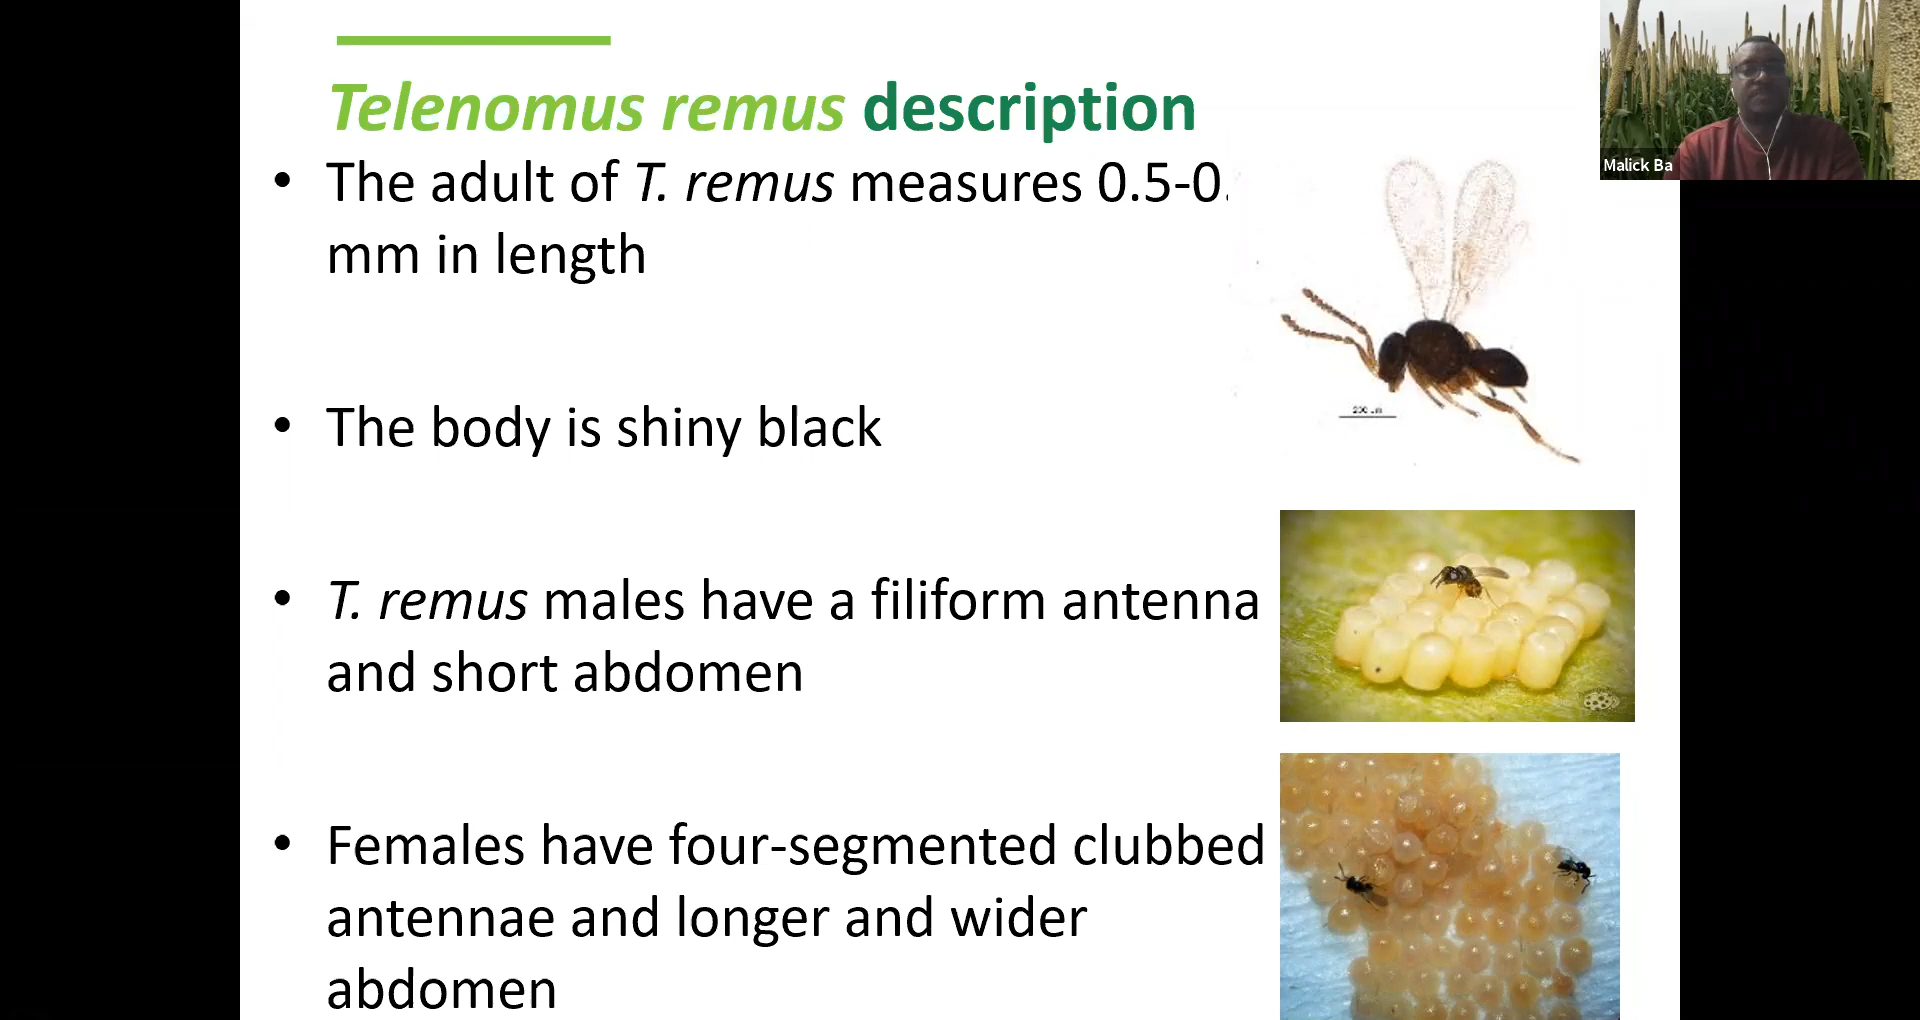 Telenomus remus description
• The adult of T. remus measures 0.5-0.
mm in length
• The body is shiny black
• T. remus males have a filiform antenna
and short abdomen
• Females have four-segmented clubbed
antennae and longer and wider
abdomen
Malick Ba